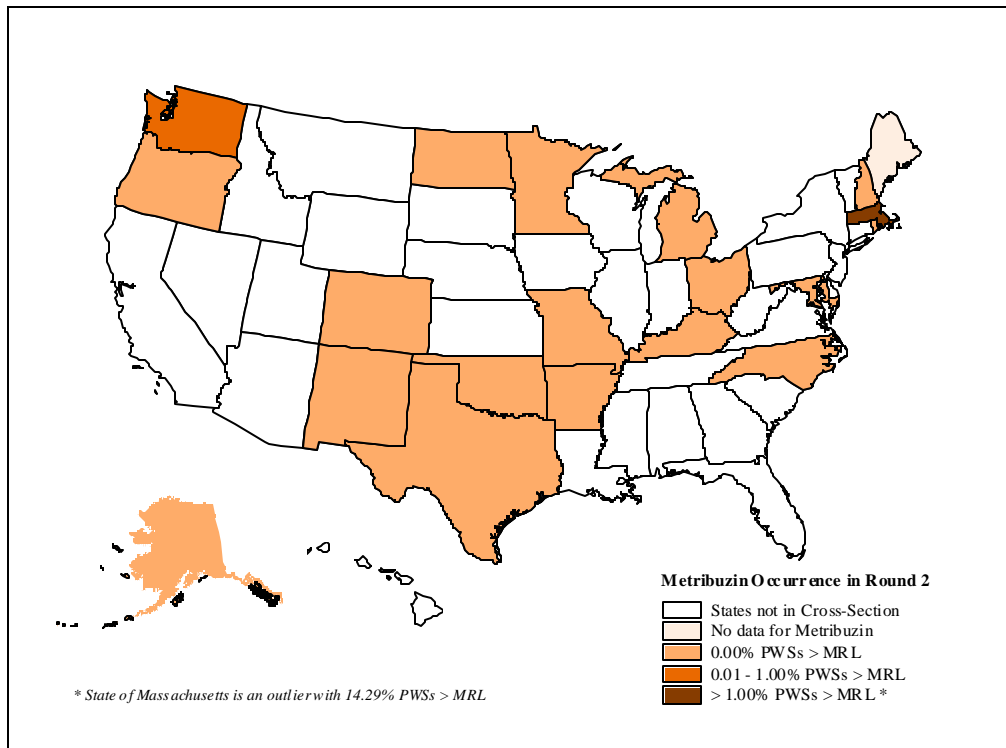 Metribuzin Occurrence in Round 2
States not in Cross-Section
No data for Metribuzin
0.00% PWSs > MRL
0.01 - 1.00% PWSs > MRL
> 1.00% PWSs > MRL *
* State of Massachusetts is an outlier with 14.29% PWSs > MRL